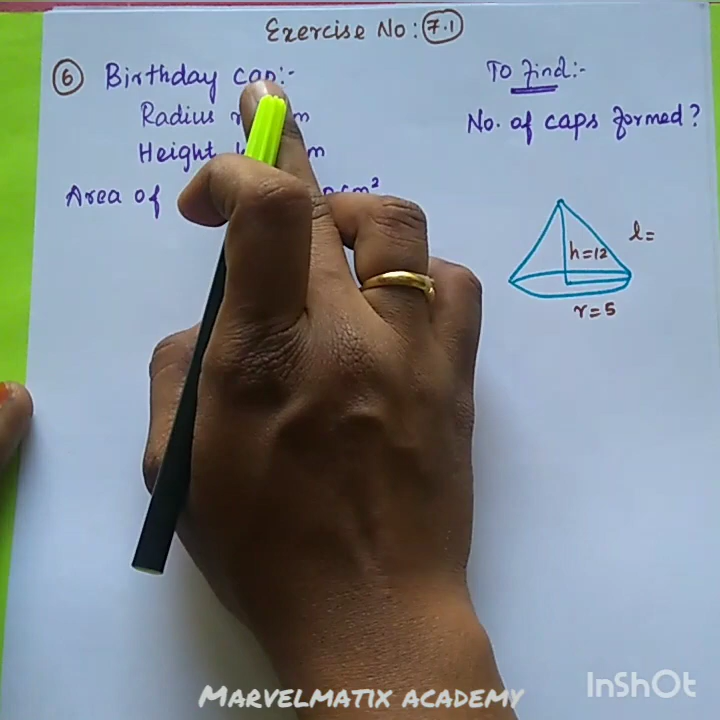 Exercise No: 7.1
6 Birthday cap:-
To find:-
Radius
No. of caps formed?
Height
Area of cm²
h=12
l=
r=5
InShOt
MARVELMATIX ACADEMY